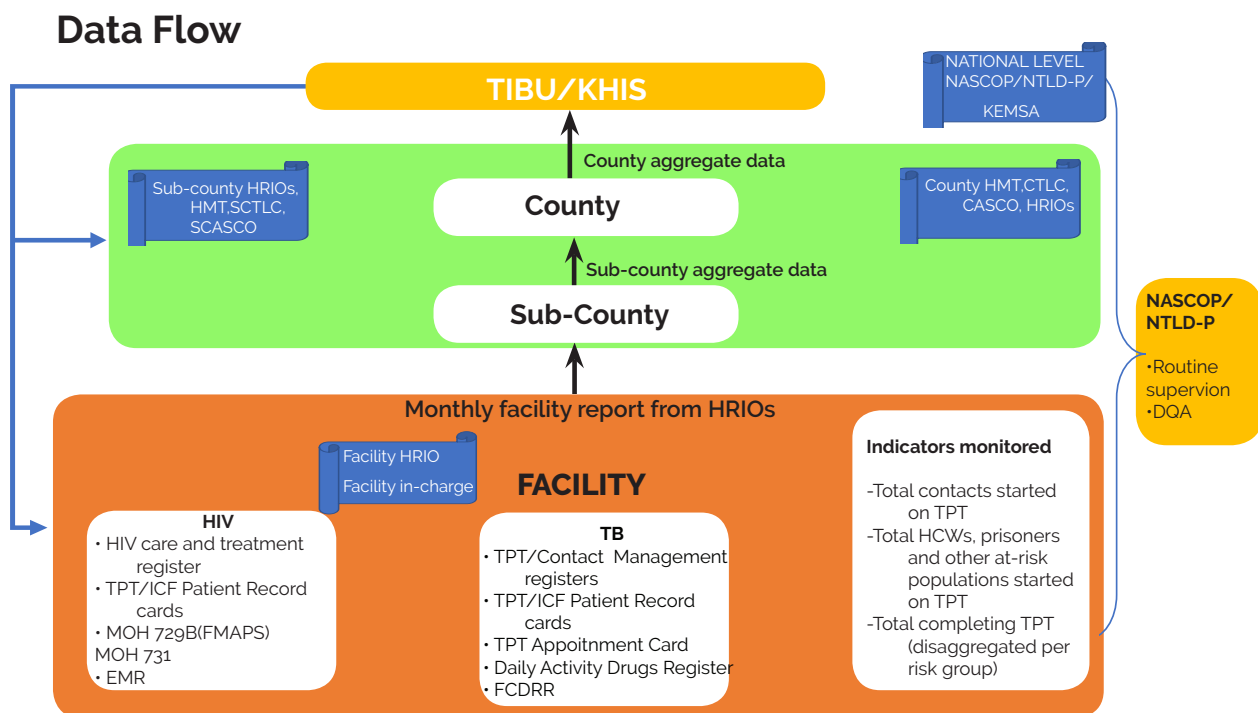 Data Flow
TIBU/KHIS
NATIONAL LEVEL
NASCOP/NTLD-P/
KEMSA
County aggregate data
Sub-county HRIOs,
HMT,SCTLC,
SCASCO
County
County HMT,CTLC,
CASCO, HRIOs
Sub-county aggregate data
Sub-County
NASCOP/
NTLD-P
•Routine
supervion
•DQA
Monthly facility report from HRIOs
Facility HRIO
Facility in-charge
FACILITY
HIV
• HIV care and treatment
register
• TPT/ICF Patient Record
cards
• MOH 729B(FMAPS)
MOH 731
• EMR
TB
• TPT/Contact Management
registers
• TPT/ICF Patient Record
cards
• TPT Appoitnment Card
• Daily Activity Drugs Register
• FCDRR
Indicators monitored
-Total contacts started
on TPT
-Total HCWs, prisoners
and other at-risk
populations started
on TPT
-Total completing TPT
(disaggregated per
risk group)